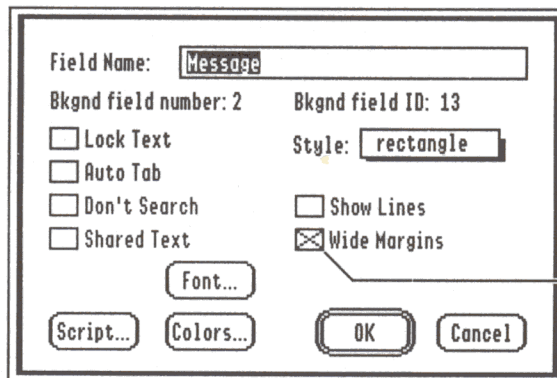 Field Name: Message
Bkgnd field number: 2
Bkgnd field ID: 13
Lock Text
Style: rectangle
Auto Tab
Don't Search
Show Lines
Shared Text
Wide Margins
Font...
Script...
Colors...
OK
Cancel